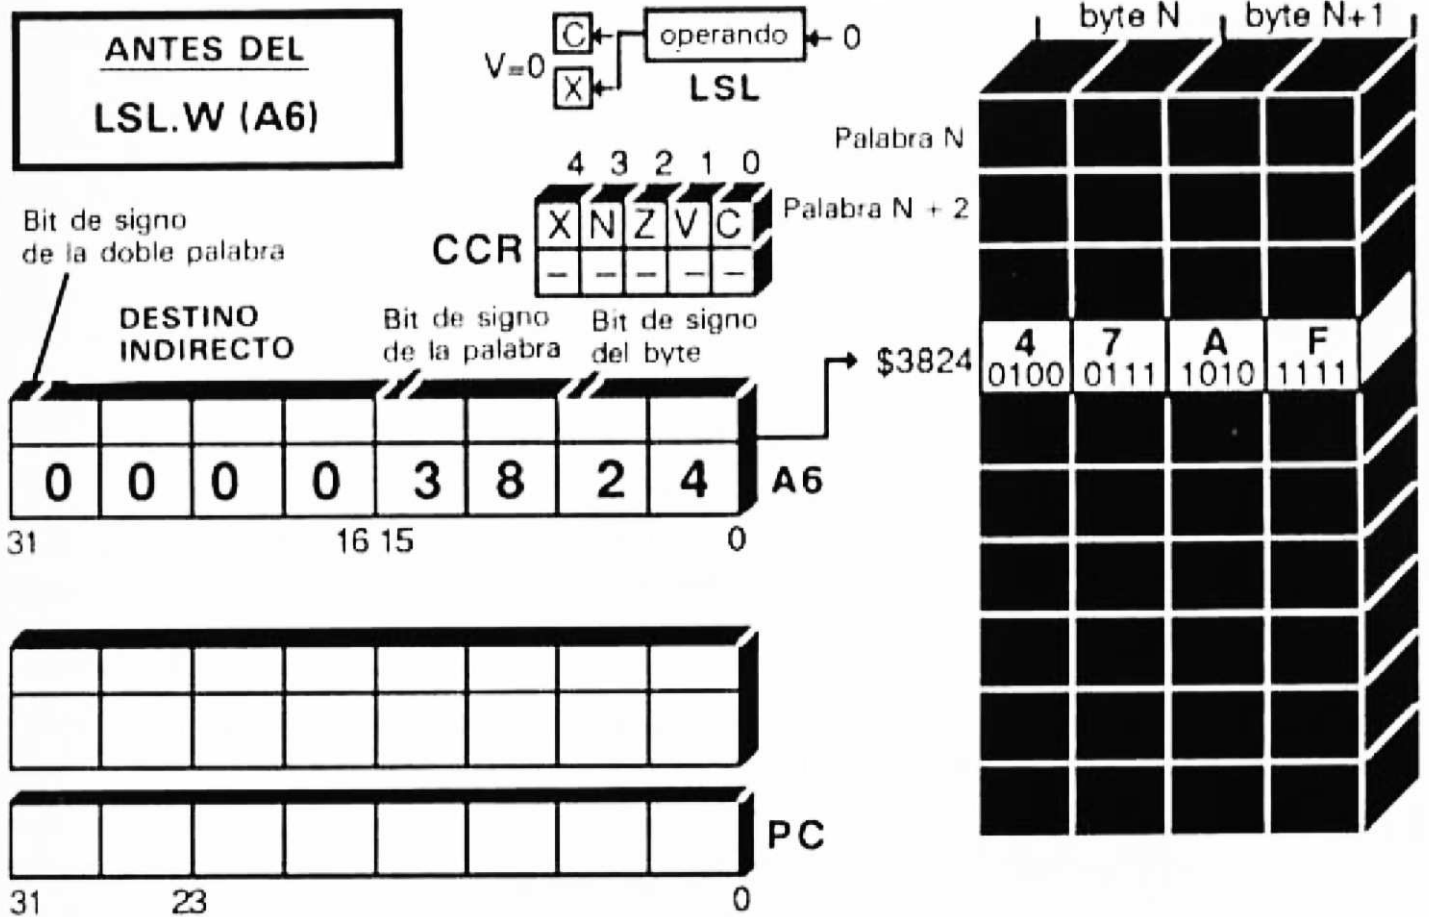 ANTES DEL
LSL.W (A6)
C
operando
0
V=0
X
LSL
byte N
byte N+1
Palabra N
Palabra N + 2
4 3 2 1 0
CCR
X N Z V C
– – – – –
Bit de signo
de la doble palabra
DESTINO
INDIRECTO
Bit de signo
de la palabra
Bit de signo
del byte
$3824
4 7 A F
0100 0111 1010 1111
0 0 0 0 3 8 2 4
A6
31 16 15 0
PC
31 23 0